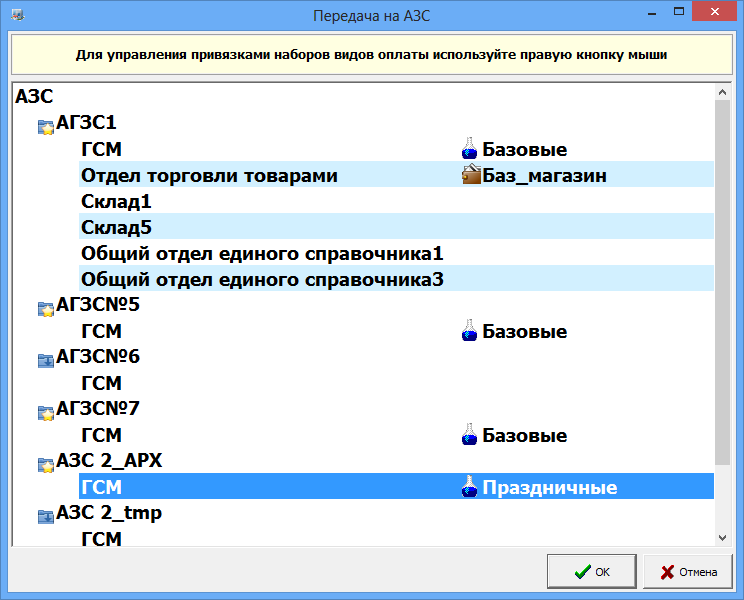 Передача на АЗС
Для управления привязками наборов видов оплаты используйте правую кнопку мыши
АЗС
АГЗС1
ГСМ Базовые
Отдел торговли товарами Баз_магазин
Склад1
Склад5
Общий отдел единого справочника1
Общий отдел единого справочника3
АГЗС№5
ГСМ Базовые
АГЗС№6
ГСМ
АГЗС№7
ГСМ Базовые
АЗС 2_АРХ
ГСМ Праздничные
АЗС 2_tmp
ГСМ
ОК Отмена